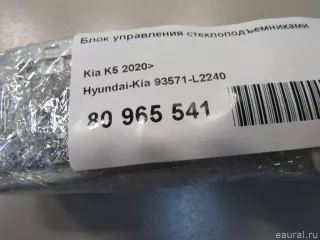 Блок управления стеклоподъемниками
Kia K5 2020>
Hyundai-Kia 93571-L2240
80 965 541
eaural.ru